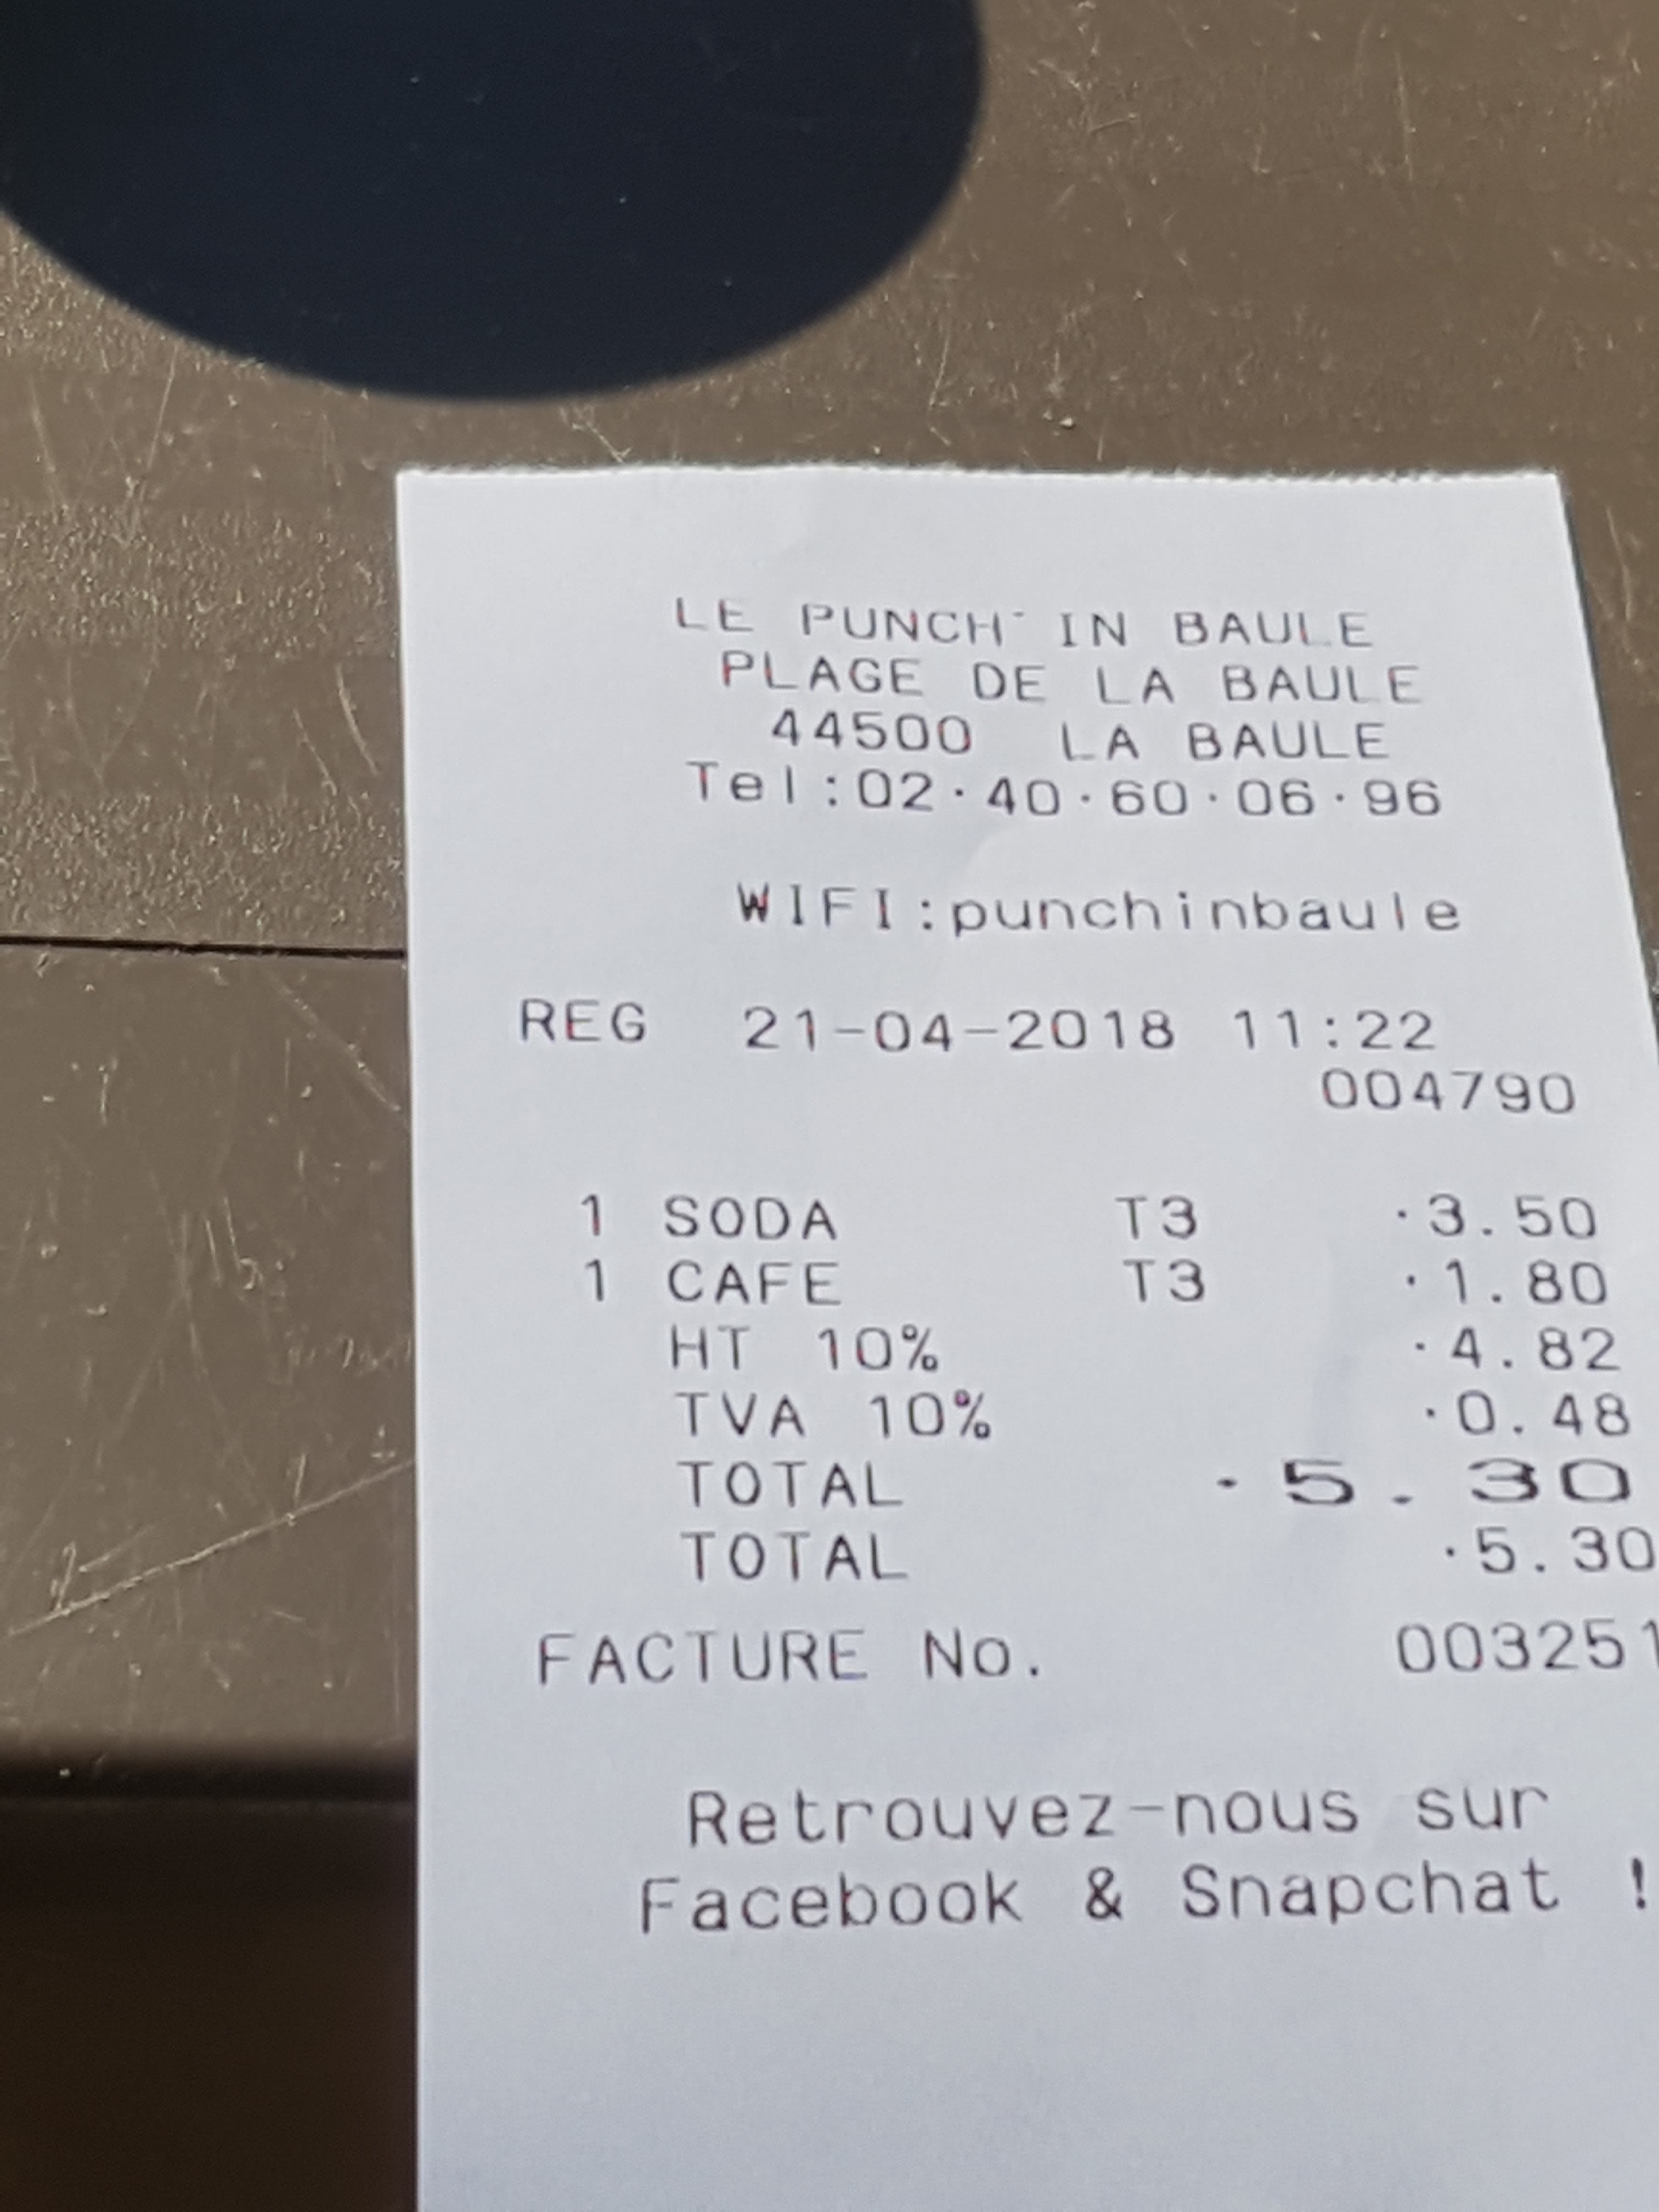 LE PUNCH' IN BAULE
PLAGE DE LA BAULE
44500 LA BAULE
Tel:02·40·60·06·96
WIFI:punchinbaule
REG 21-04-2018 11:22
004790
1 SODA T3 ·3.50
1 CAFE T3 ·1.80
HT 10% ·4.82
TVA 10% ·0.48
TOTAL ·5.30
TOTAL ·5.30
FACTURE No. 003251
Retrouvez-nous sur
Facebook & Snapchat !